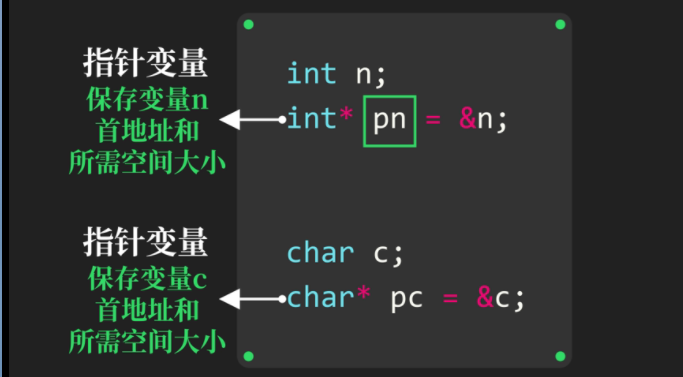 指针变量
保存变量n
首地址和
所需空间大小
int n;
int* pn = &n;
指针变量
保存变量c
首地址和
所需空间大小
char c;
char* pc = &c;